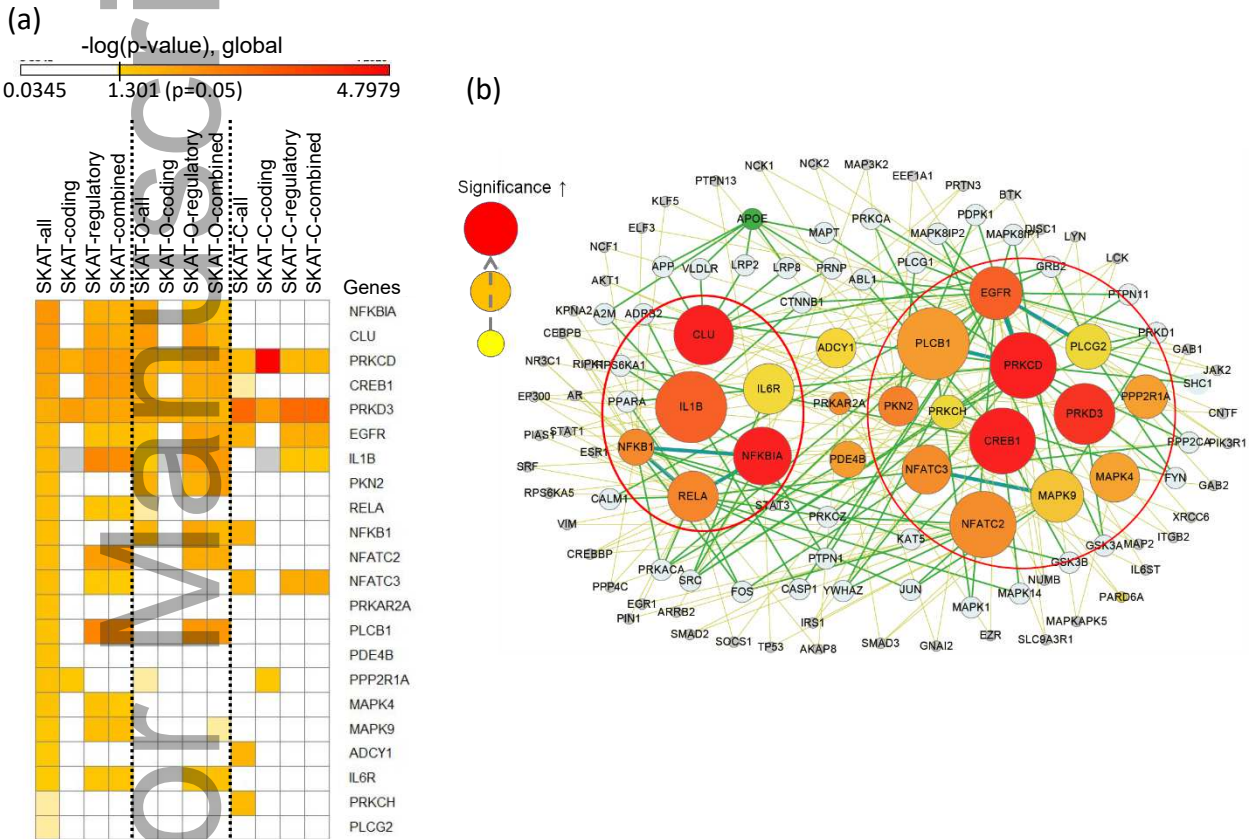 (a)
-log(p-value), global
0.0345 1.301 (p=0.05) 4.7979
SKAT-all
SKAT-coding
SKAT-regulatory
SKAT-combined
SKAT-O-all
SKAT-O-coding
SKAT-O-regulatory
SKAT-O-combined
SKAT-C-all
SKAT-C-coding
SKAT-C-regulatory
SKAT-C-combined
Genes
NFKBIA
CLU
PRKCD
CREB1
PRKD3
EGFR
IL1B
PKN2
RELA
NFKB1
NFATC2
NFATC3
PRKAR2A
PLCB1
PDE4B
PPP2R1A
MAPK4
MAPK9
ADCY1
IL6R
PRKCH
PLCG2
or Manuscri
(b)
Significance ↑
NCK1
NCK2
MAP3K2
EEF1A1
PRTN3
BTK
PTPN13
KLF5
APOE
PRKCA
PDPK1
DISC1
ELF3
MAPT
MAPK8IP2
MAPK8IP1
LYN
NCF1
PLCG1
LCK
AKT1
APP
VLDLR
LRP2
LRP8
PRNP
ABL1
GRB2
KPNA2
A2M
ADRB2
CTNNB1
EGFR
PTPN11
CEBPB
CLU
ADCY1
PLCB1
PLCG2
PRKD1
GAB1
NR3C1
RIPK1
RPS6KA1
PRKCD
JAK2
SHC1
EP300
AR
PPARA
IL1B
IL6R
PRKAR2A
PKN2
PRKCH
PRKD3
PPP2R1A
CNTF
PIAS1
STAT1
NFKB1
CREB1
PPP2CA
PIK3R1
ESR1
NFKBIA
PDE4B
NFATC3
SRF
MAPK4
FYN
GAB2
RPS6KA5
CALM1
RELA
STAT3
PRKCZ
NFATC2
MAPK9
XRCC6
VIM
KAT5
GSK3A
MAP2
ITGB2
CREBBP
PRKACA
SRC
PTPN1
GSK3B
IL6ST
PPP4C
FOS
CASP1
YWHAZ
JUN
MAPK14
NUMB
PARD6A
EGR1
ARRB2
MAPK1
PIN1
IRS1
MAPKAPK5
SMAD2
SOCS1
TP53
AKAP8
SMAD3
GNAI2
EZR
SLC9A3R1